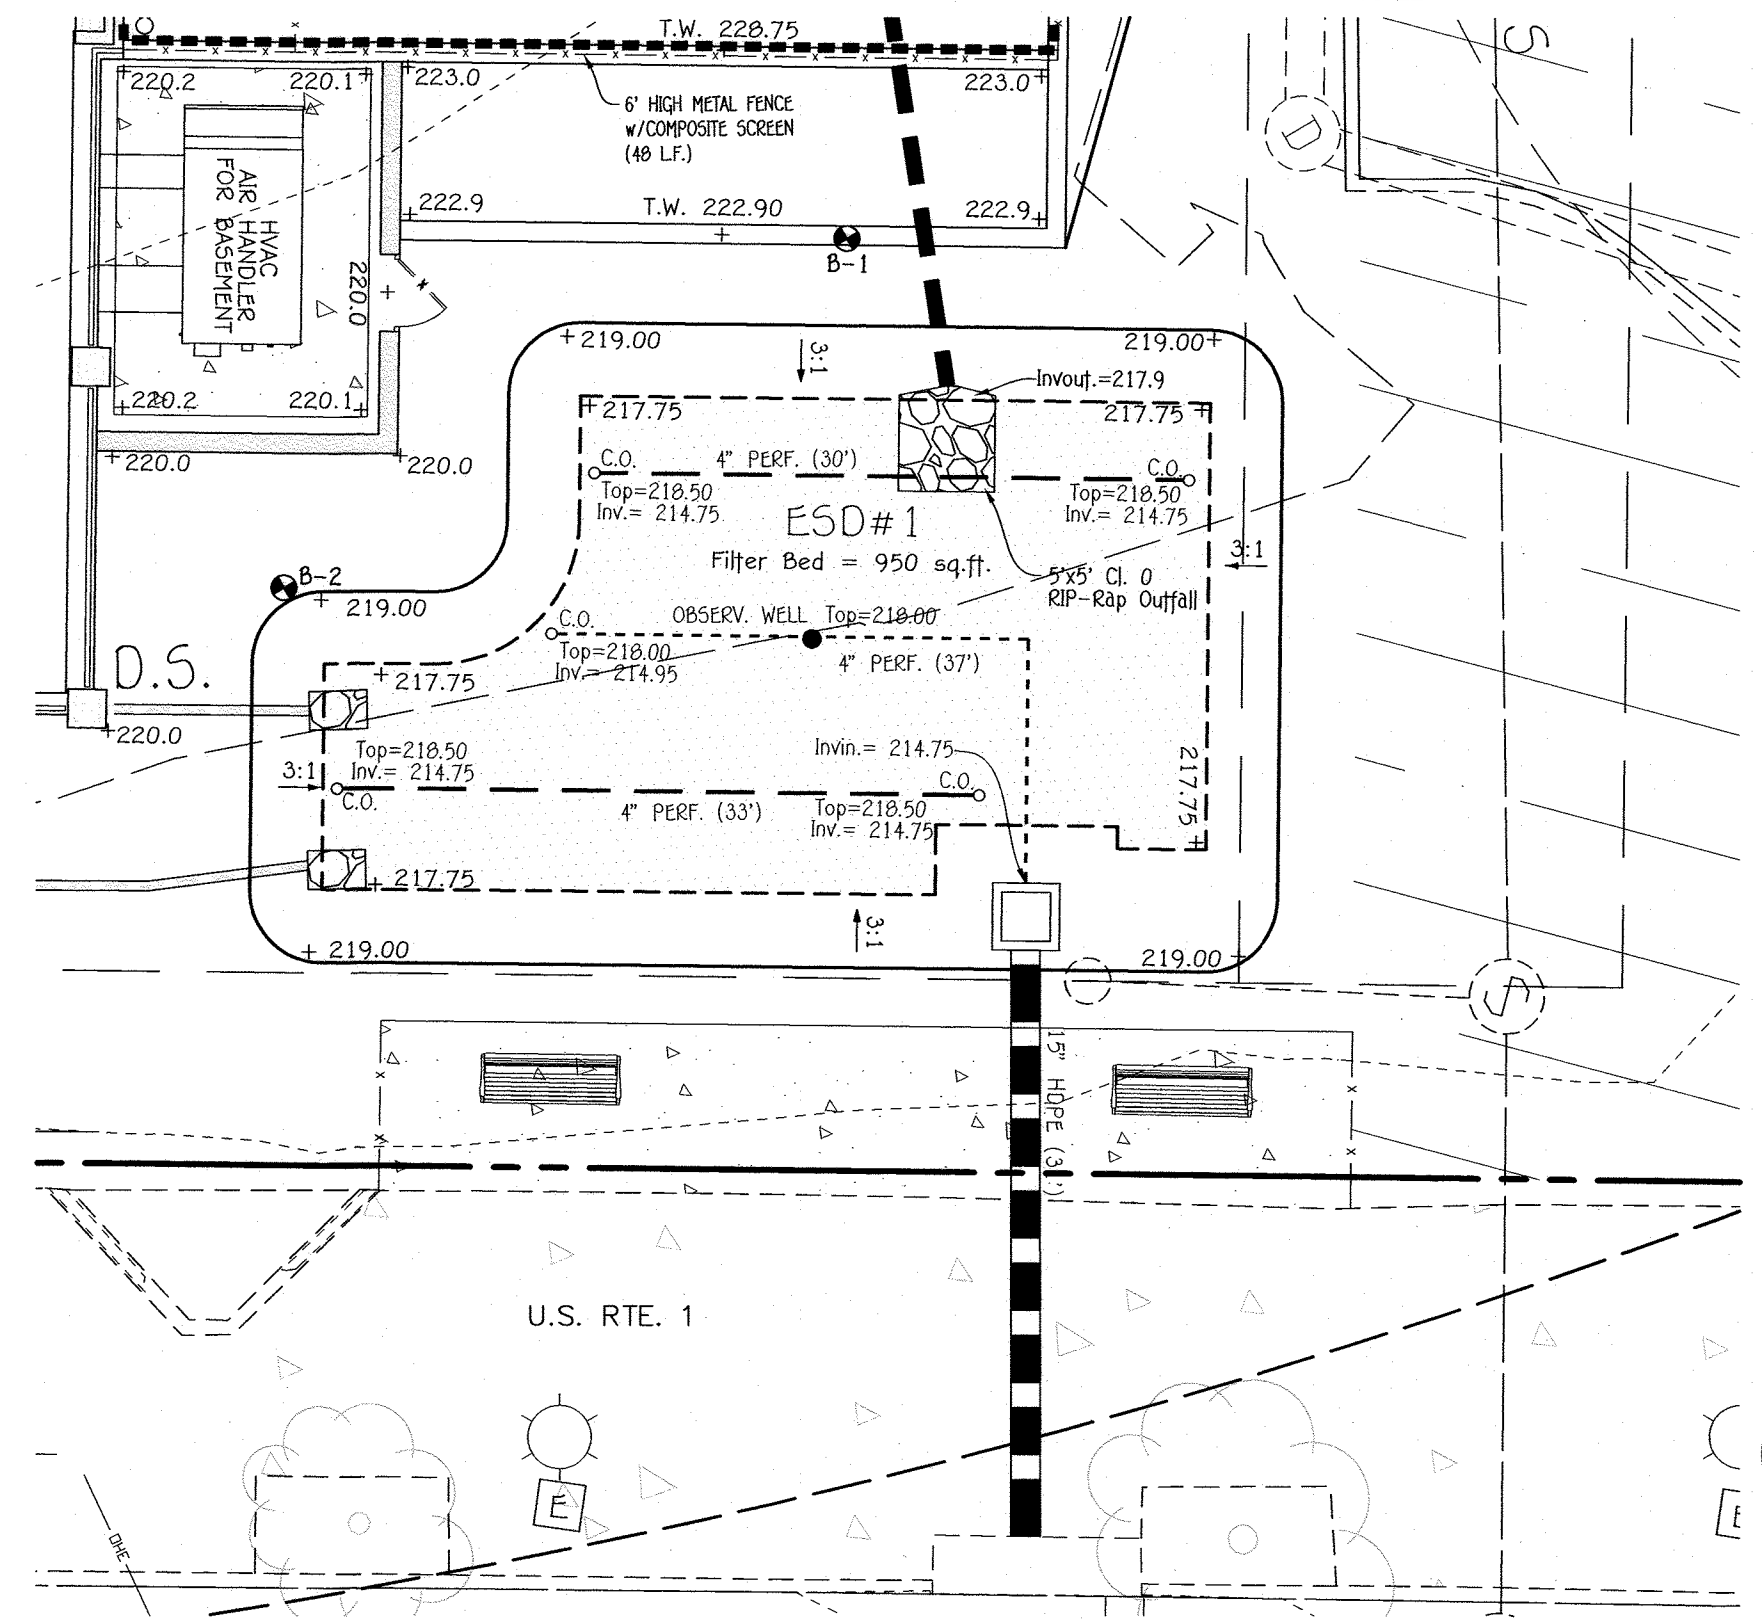 T.W. 228.75
220.2
220.1
223.0
223.0
6' HIGH METAL FENCE
w/COMPOSITE SCREEN
(48 L.F.)
HVAC
AIR HANDLER
FOR BASEMENT
222.9
T.W. 222.90
222.9
B-1
220.0
220.2
220.1
220.0
220.0
D
S
219.00
219.00
3:1
Invout.=217.9
217.75
217.75
C.O.
4" PERF. (30')
C.O.
Top=218.50
Inv.= 214.75
Top=218.50
Inv.= 214.75
ESD#1
Filter Bed = 950 sq.ft.
3:1
5'x5' Cl. 0
RIP-Rap Outfall
B-2
219.00
C.O.
OBSERV. WELL Top=218.00
Top=218.00
Inv.= 214.95
4" PERF. (37')
D.S.
217.75
220.0
Top=218.50
Inv.= 214.75
Invin.= 214.75
217.75
3:1
C.O.
4" PERF. (33')
C.O.
Top=218.50
Inv.= 214.75
217.75
3:1
219.00
219.00
S
15" HDPE
U.S. RTE. 1
E
OHE